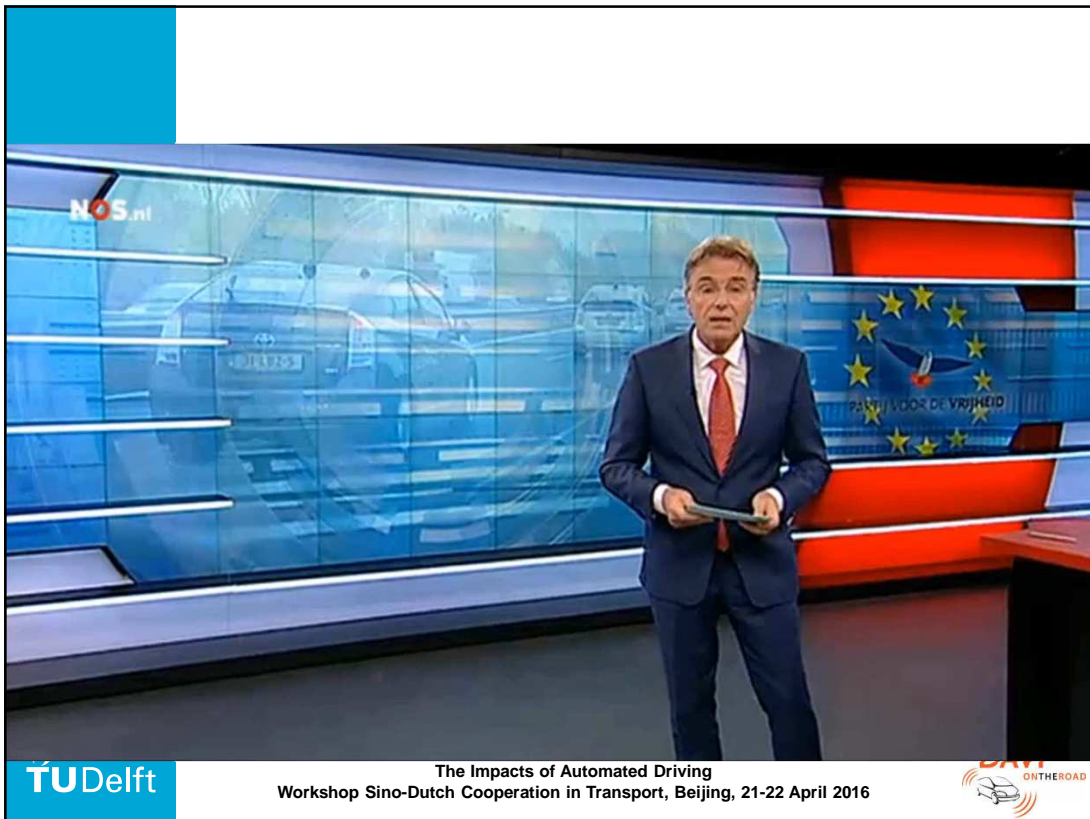 NOS.nl
PARTIJ VOOR DE VRIJHEID
TUDelft
The Impacts of Automated Driving
Workshop Sino-Dutch Cooperation in Transport, Beijing, 21-22 April 2016
DAVI
ONTHEROAD